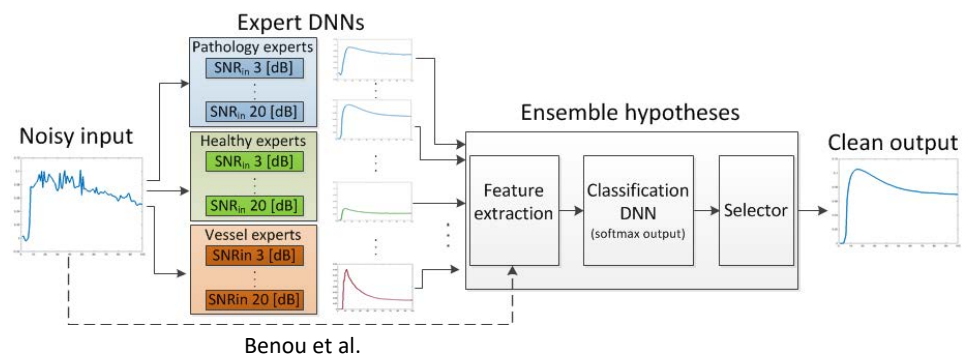 Expert DNNs
Pathology experts
SNRin 3 [dB]
SNRin 20 [dB]
Healthy experts
SNRin 3 [dB]
SNRin 20 [dB]
Vessel experts
SNRin 3 [dB]
SNRin 20 [dB]
Noisy input
Ensemble hypotheses
Feature
extraction
Classification
DNN
(softmax output)
Selector
Clean output
Benou et al.